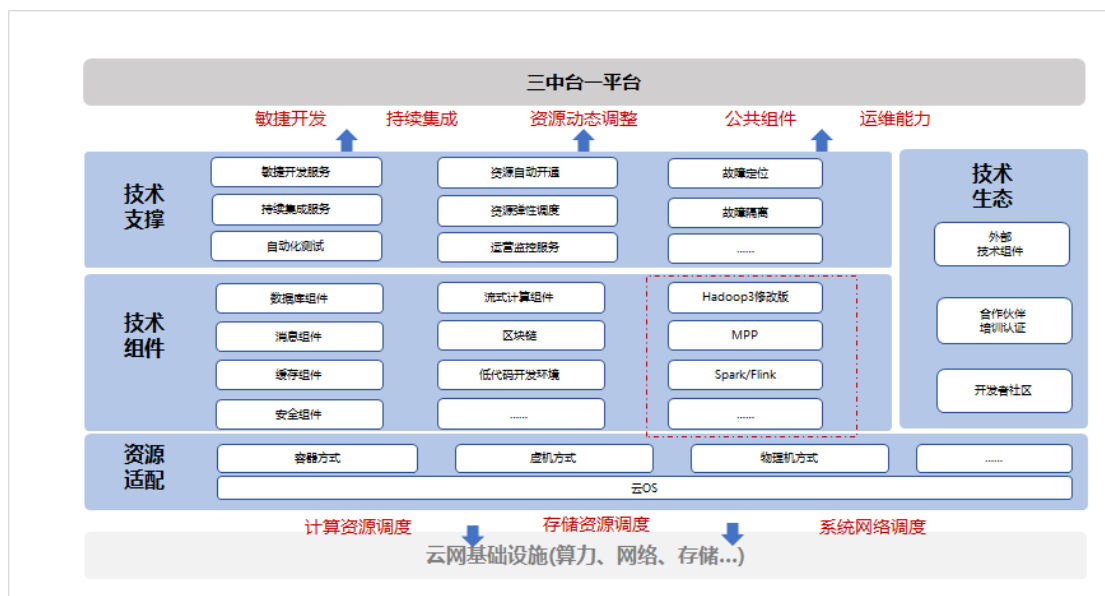 三中台一平台
敏捷开发 持续集成 资源动态调整 公共组件 运维能力
技术
支撑
敏捷开发服务
持续集成服务
自动化测试
资源自动开通
资源弹性调度
运营监控服务
故障定位
故障隔离
......
技术
生态
外部
技术组件
合作伙伴
培训认证
开发者社区
技术
组件
数据库组件
消息组件
缓存组件
安全组件
流式计算组件
区块链
低代码开发环境
......
Hadoop3修改版
MPP
Spark/Flink
......
资源
适配
容器方式
虚机方式
物理机方式
......
云OS
计算资源调度 存储资源调度 系统网络调度
云网基础设施(算力、网络、存储...)